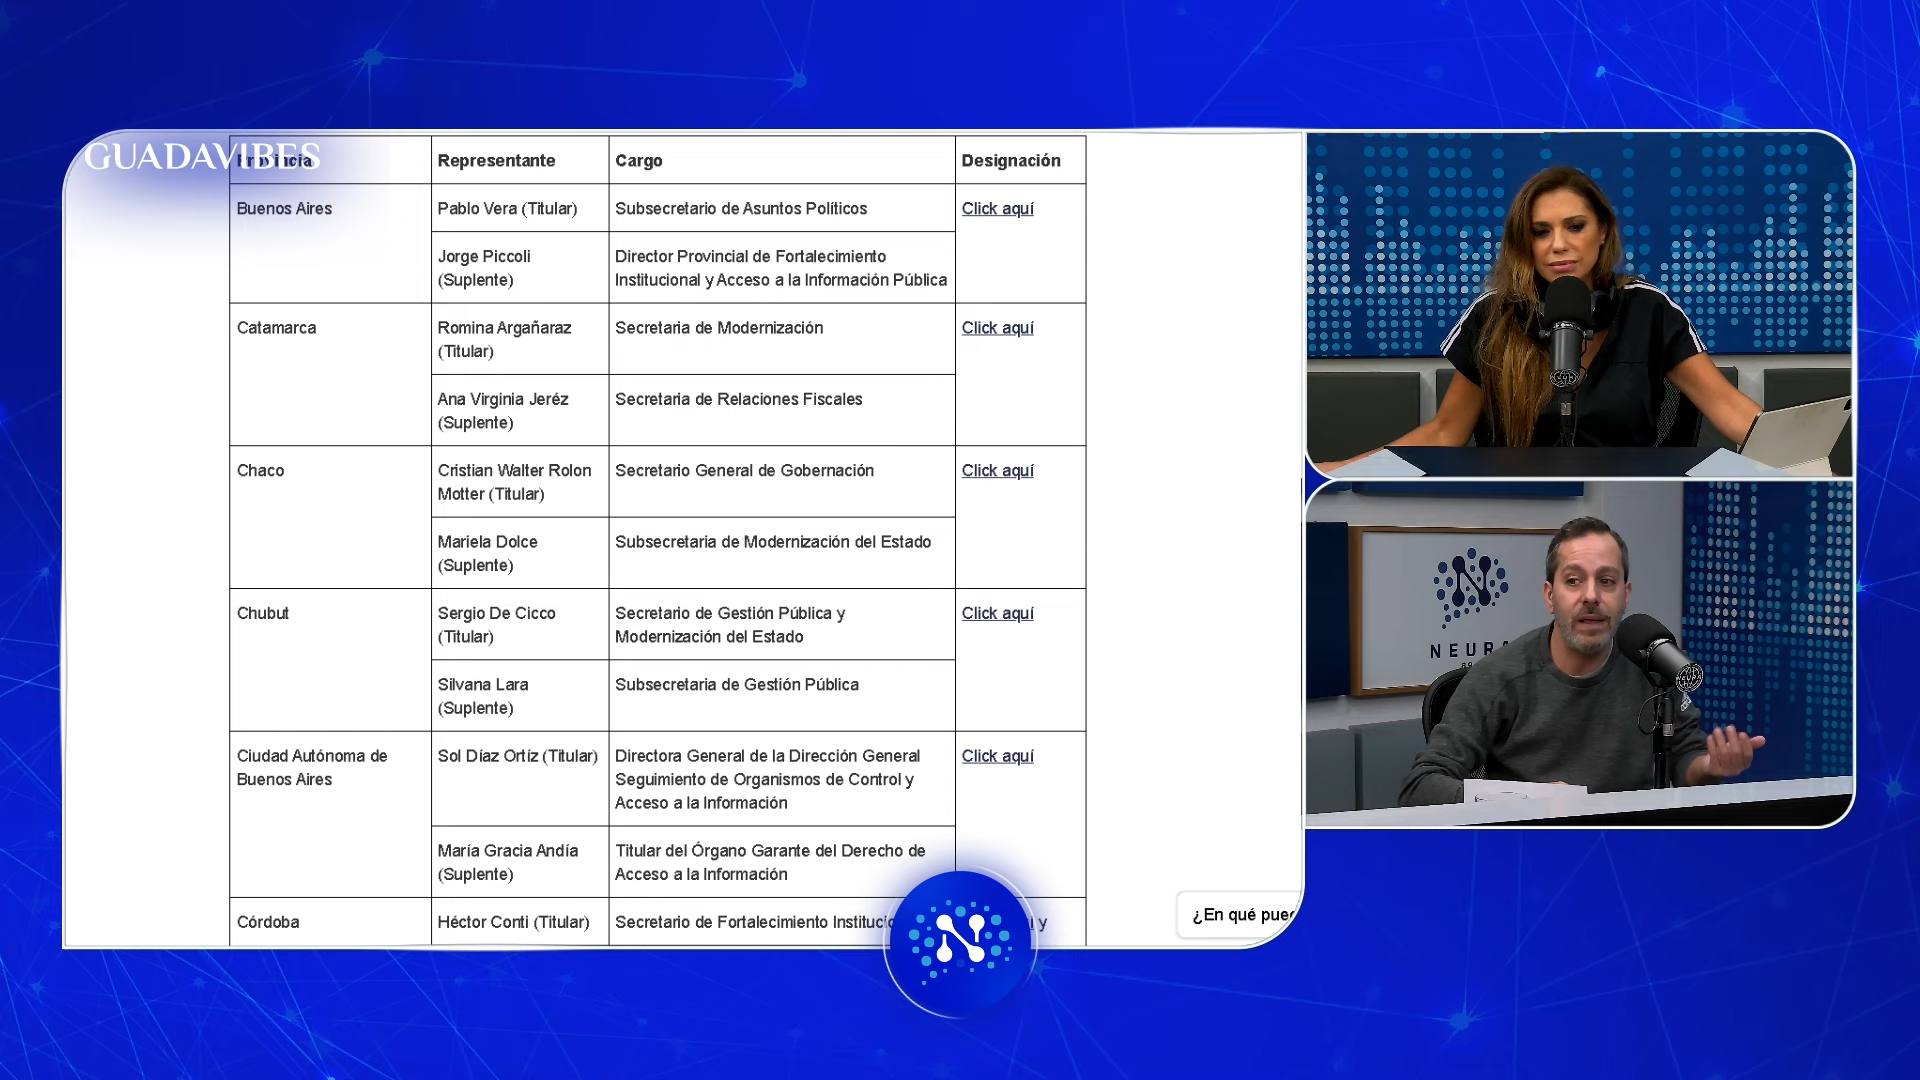 GUADAVIBES
Provincia Representante Cargo Designación
Buenos Aires Pablo Vera (Titular) Subsecretario de Asuntos Políticos Click aquí
Jorge Piccoli
(Suplente)
Director Provincial de Fortalecimiento
Institucional y Acceso a la Información Pública
Catamarca
Romina Argañaraz
(Titular)
Secretaria de Modernización
Click aquí
Ana Virginia Jeréz
(Suplente)
Secretaria de Relaciones Fiscales
Chaco
Cristian Walter Rolon
Motter (Titular)
Secretario General de Gobernación
Click aquí
Mariela Dolce
(Suplente)
Subsecretaria de Modernización del Estado
Chubut
Sergio De Cicco
(Titular)
Secretario de Gestión Pública y
Modernización del Estado
Click aquí
Silvana Lara
(Suplente)
Subsecretaria de Gestión Pública
Ciudad Autónoma de
Buenos Aires
Sol Díaz Ortíz (Titular)
Directora General de la Dirección General
Seguimiento de Organismos de Control y
Acceso a la Información
Click aquí
María Gracia Andía
(Suplente)
Titular del Órgano Garante del Derecho de
Acceso a la Información
Córdoba Héctor Conti (Titular) Secretario de Fortalecimiento y
¿En qué
NEURA